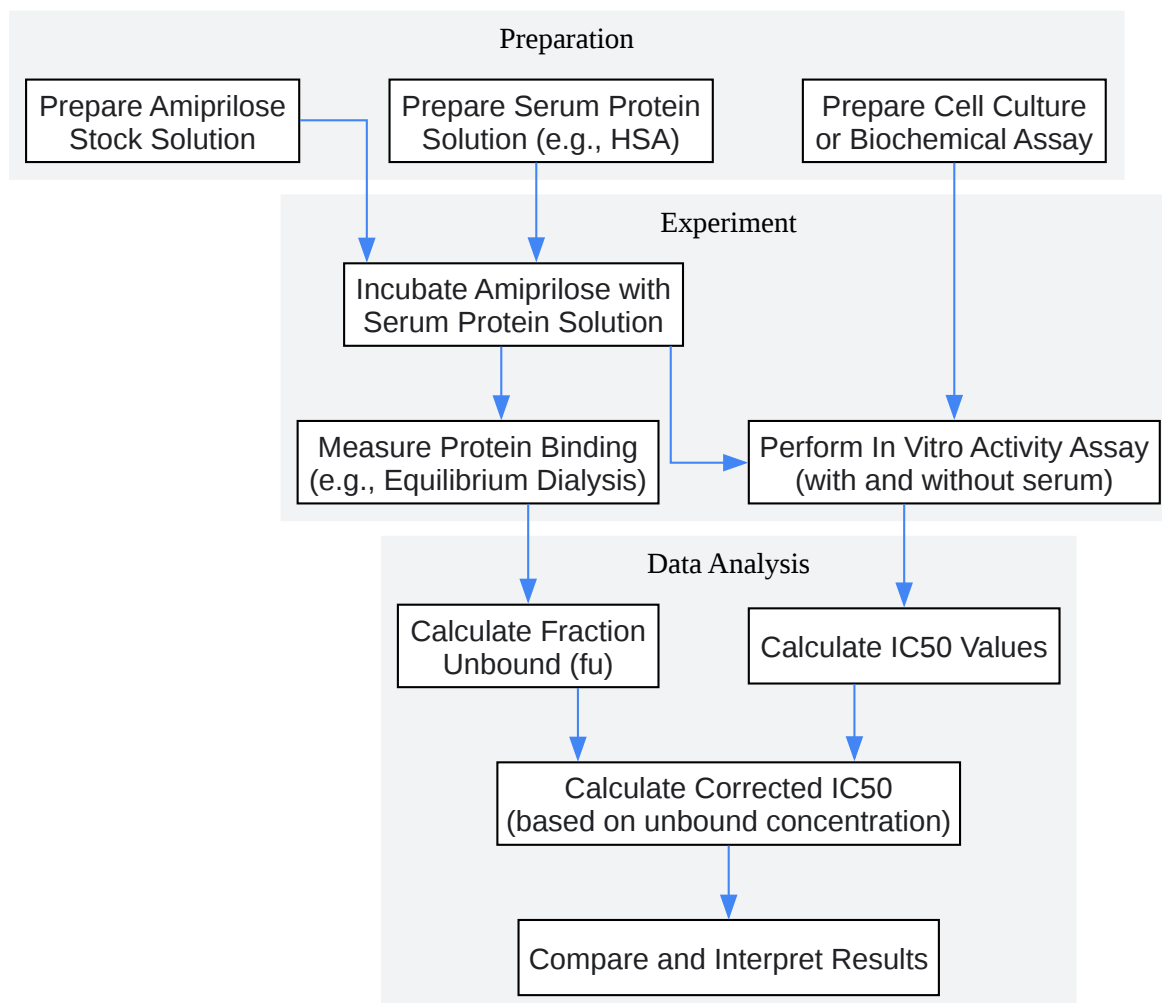 Preparation
Prepare Amiprilose
Stock Solution
Prepare Serum Protein
Solution (e.g., HSA)
Prepare Cell Culture
or Biochemical Assay
Experiment
Incubate Amiprilose with
Serum Protein Solution
Measure Protein Binding
(e.g., Equilibrium Dialysis)
Perform In Vitro Activity Assay
(with and without serum)
Data Analysis
Calculate Fraction
Unbound (fu)
Calculate IC50 Values
Calculate Corrected IC50
(based on unbound concentration)
Compare and Interpret Results